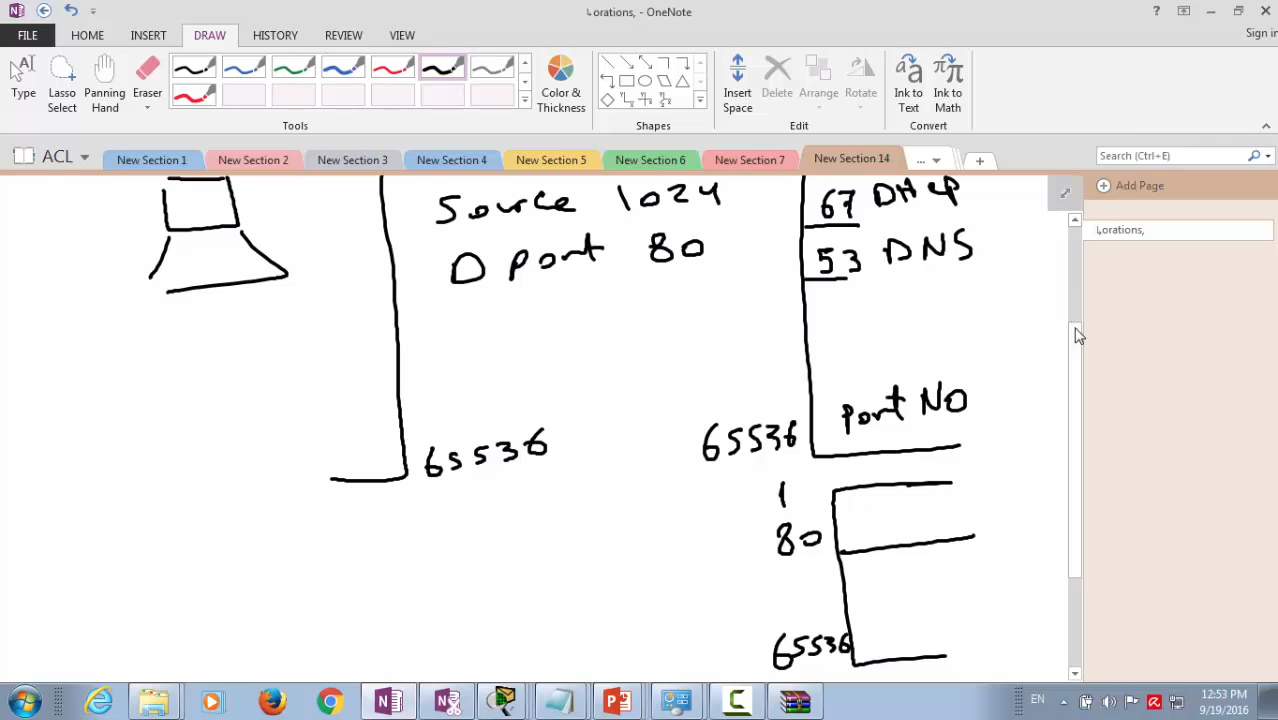 ꜝorations, - OneNote
?
FILE
HOME
INSERT
DRAW
HISTORY
REVIEW
VIEW
Sign in
Type
Lasso Select
Panning Hand
Eraser
Color & Thickness
Insert Space
Delete
Arrange
Rotate
Ink to Text
Ink to Math
Tools
Shapes
Edit
Convert
ACL
New Section 1
New Section 2
New Section 3
New Section 4
New Section 5
New Section 6
New Section 7
New Section 14
...
Search (Ctrl+E)
Add Page
orations,
Source 1024
D port 80
67 DHCP
53 DNS
Port NO
65536
65536
1
80
65536
EN
12:53 PM
9/19/2016